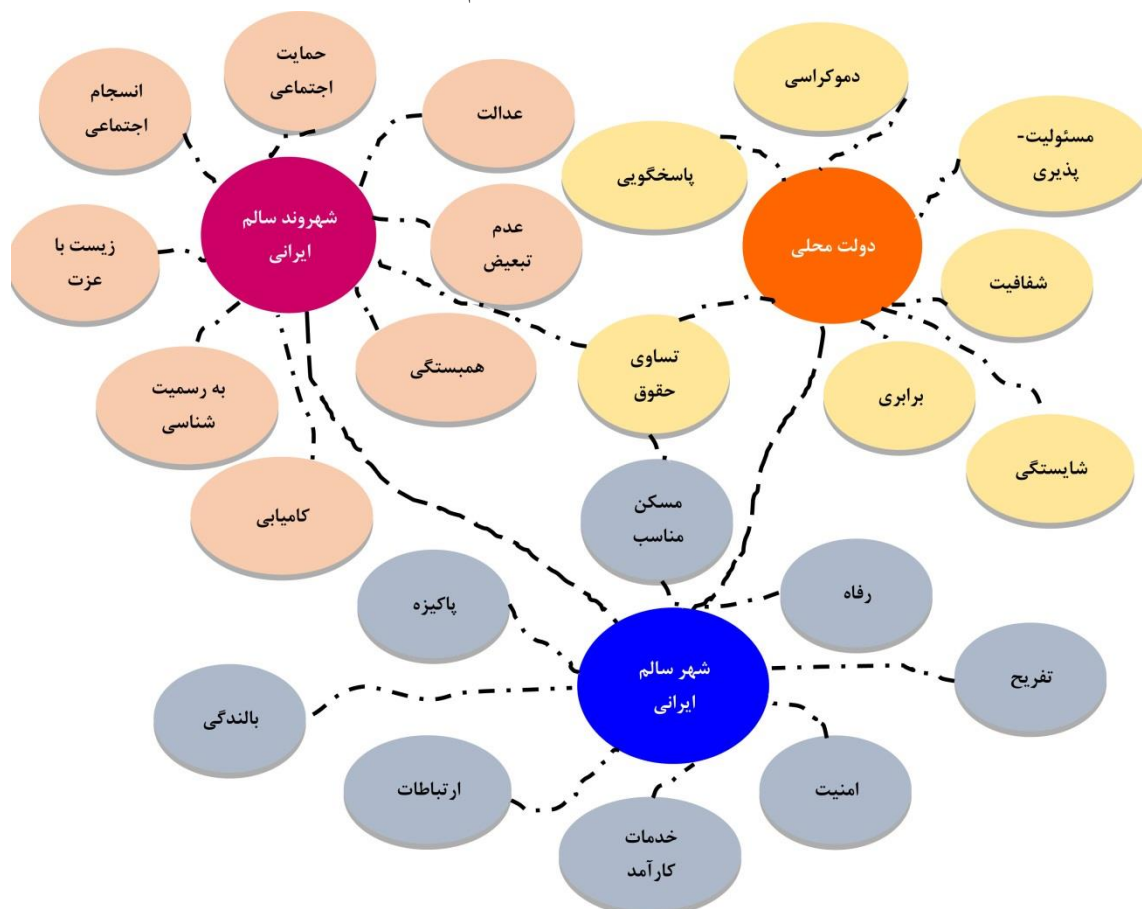 حمایت
اجتماعی
انسجام
اجتماعی
عدالت
شهروند سالم
ایرانی
عدم
تبعیض
زیست با
عزت
همبستگی
به رسمیت
شناسی
کامیابی
دموکراسی
مسئولیت-
پذیری
پاسخگویی
دولت محلی
شفافیت
تساوی
حقوق
برابری
شایستگی
مسکن
مناسب
رفاه
پاکیزه
شهر سالم
ایرانی
تفریح
بالندگی
ارتباطات
امنیت
خدمات
کارآمد